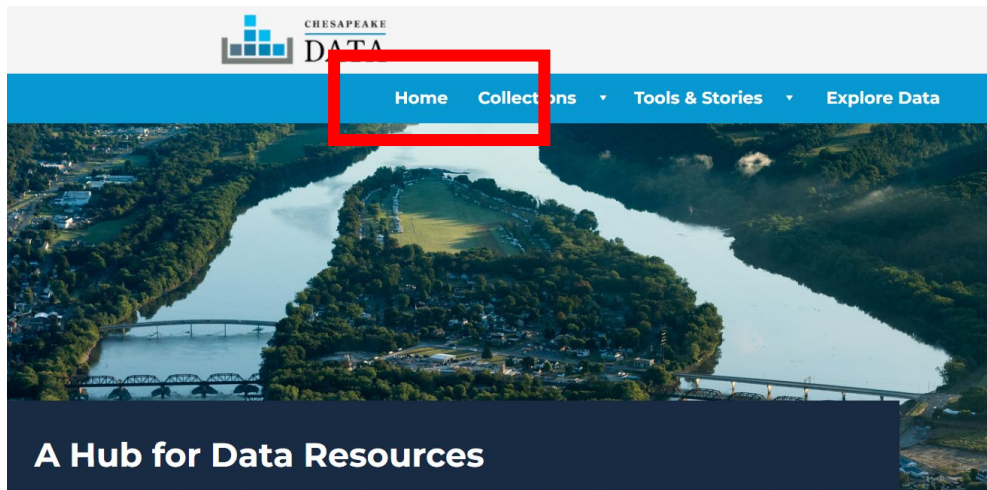 CHESAPEAKE
DATA
Home Collections Tools & Stories Explore Data
A Hub for Data Resources